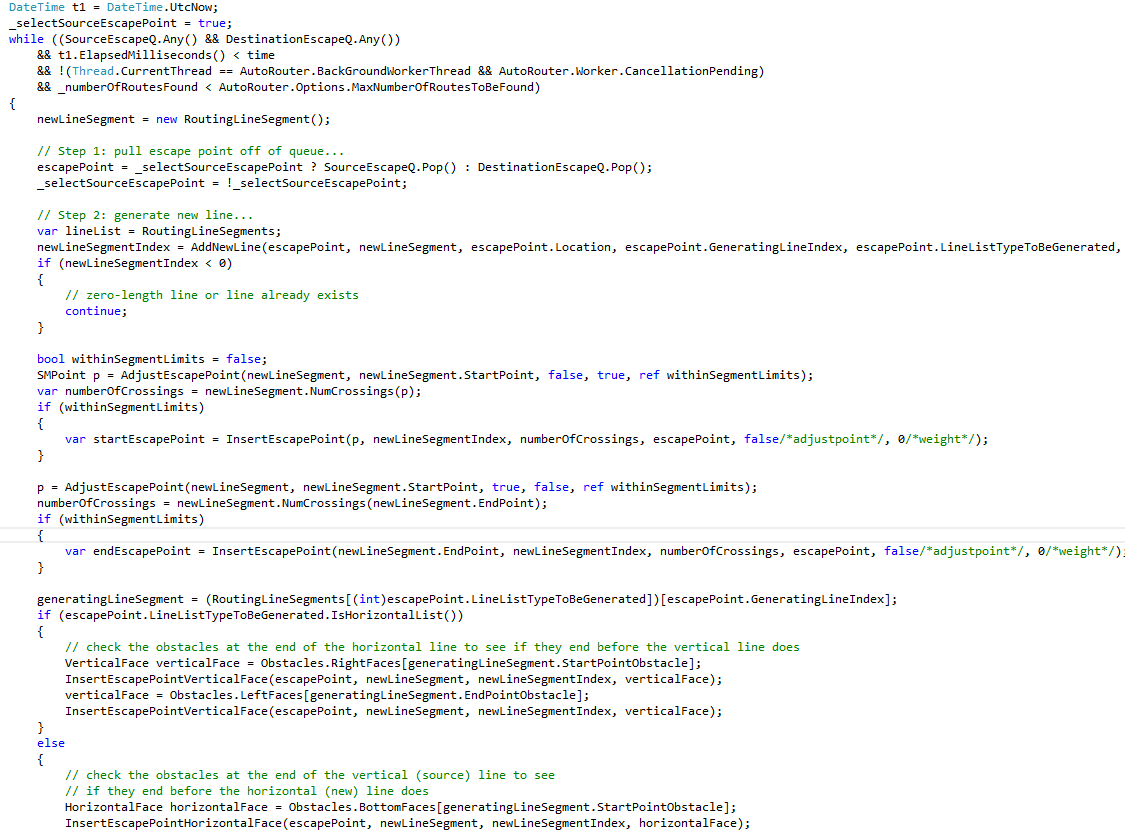 DateTime t1 = DateTime.UtcNow;
_selectSourceEscapePoint = true;
while ((SourceEscapeQ.Any() && DestinationEscapeQ.Any())
    && t1.ElapsedMilliseconds() < time
    && !(Thread.CurrentThread == AutoRouter.BackGroundWorkerThread && AutoRouter.Worker.CancellationPending)
    && _numberOfRoutesFound < AutoRouter.Options.MaxNumberOfRoutesToBeFound)
{
    newLineSegment = new RoutingLineSegment();
    // Step 1: pull escape point off of queue...
    escapePoint = _selectSourceEscapePoint ? SourceEscapeQ.Pop() : DestinationEscapeQ.Pop();
    _selectSourceEscapePoint = !_selectSourceEscapePoint;
    // Step 2: generate new line...
    var lineList = RoutingLineSegments;
    newLineSegmentIndex = AddNewLine(escapePoint, newLineSegment, escapePoint.Location, escapePoint.GeneratingLineIndex, escapePoint.LineListTypeToBeGenerated,
    if (newLineSegmentIndex < 0)
    {
        // zero-length line or line already exists
        continue;
    }
    bool withinSegmentLimits = false;
    SMPoint p = AdjustEscapePoint(newLineSegment, newLineSegment.StartPoint, false, true, ref withinSegmentLimits);
    var numberOfCrossings = newLineSegment.NumCrossings(p);
    if (withinSegmentLimits)
    {
        var startEscapePoint = InsertEscapePoint(p, newLineSegmentIndex, numberOfCrossings, escapePoint, false/*adjustpoint*/, 0/*weight*/);
    }
    p = AdjustEscapePoint(newLineSegment, newLineSegment.StartPoint, true, false, ref withinSegmentLimits);
    numberOfCrossings = newLineSegment.NumCrossings(newLineSegment.EndPoint);
    if (withinSegmentLimits)
    {
        var endEscapePoint = InsertEscapePoint(newLineSegment.EndPoint, newLineSegmentIndex, numberOfCrossings, escapePoint, false/*adjustpoint*/, 0/*weight*/);
    }
    generatingLineSegment = (RoutingLineSegments[(int)escapePoint.LineListTypeToBeGenerated])[escapePoint.GeneratingLineIndex];
    if (escapePoint.LineListTypeToBeGenerated.IsHorizontalList())
    {
        // check the obstacles at the end of the horizontal line to see if they end before the vertical line does
        VerticalFace verticalFace = Obstacles.RightFaces[generatingLineSegment.StartPointObstacle];
        InsertEscapePointVerticalFace(escapePoint, newLineSegment, newLineSegmentIndex, verticalFace);
        verticalFace = Obstacles.LeftFaces[generatingLineSegment.EndPointObstacle];
        InsertEscapePointVerticalFace(escapePoint, newLineSegment, newLineSegmentIndex, verticalFace);
    }
    else
    {
        // check the obstacles at the end of the vertical (source) line to see
        // if they end before the horizontal (new) line does
        HorizontalFace horizontalFace = Obstacles.BottomFaces[generatingLineSegment.StartPointObstacle];
        InsertEscapePointHorizontalFace(escapePoint, newLineSegment, newLineSegmentIndex, horizontalFace);